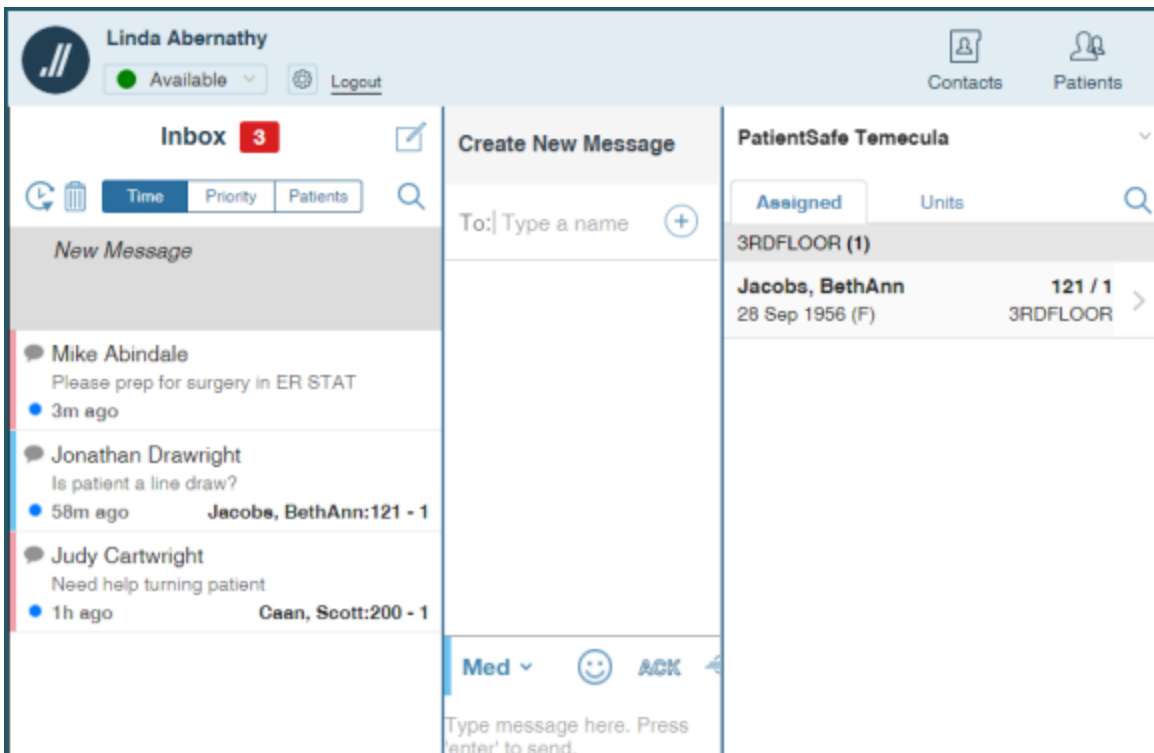 Linda Abernathy
Available
Logout
Contacts
Patients
Inbox 3
Time Priority Patients
New Message
Mike Abindale
Please prep for surgery in ER STAT
3m ago
Jonathan Drawright
Is patient a line draw?
58m ago Jacobs, BethAnn:121 - 1
Judy Cartwright
Need help turning patient
1h ago Caan, Scott:200 - 1
Create New Message
To: Type a name
Med ACK
Type message here. Press
'enter' to send.
PatientSafe Temecula
Assigned Units
3RDFLOOR (1)
Jacobs, BethAnn 121 / 1
28 Sep 1956 (F) 3RDFLOOR